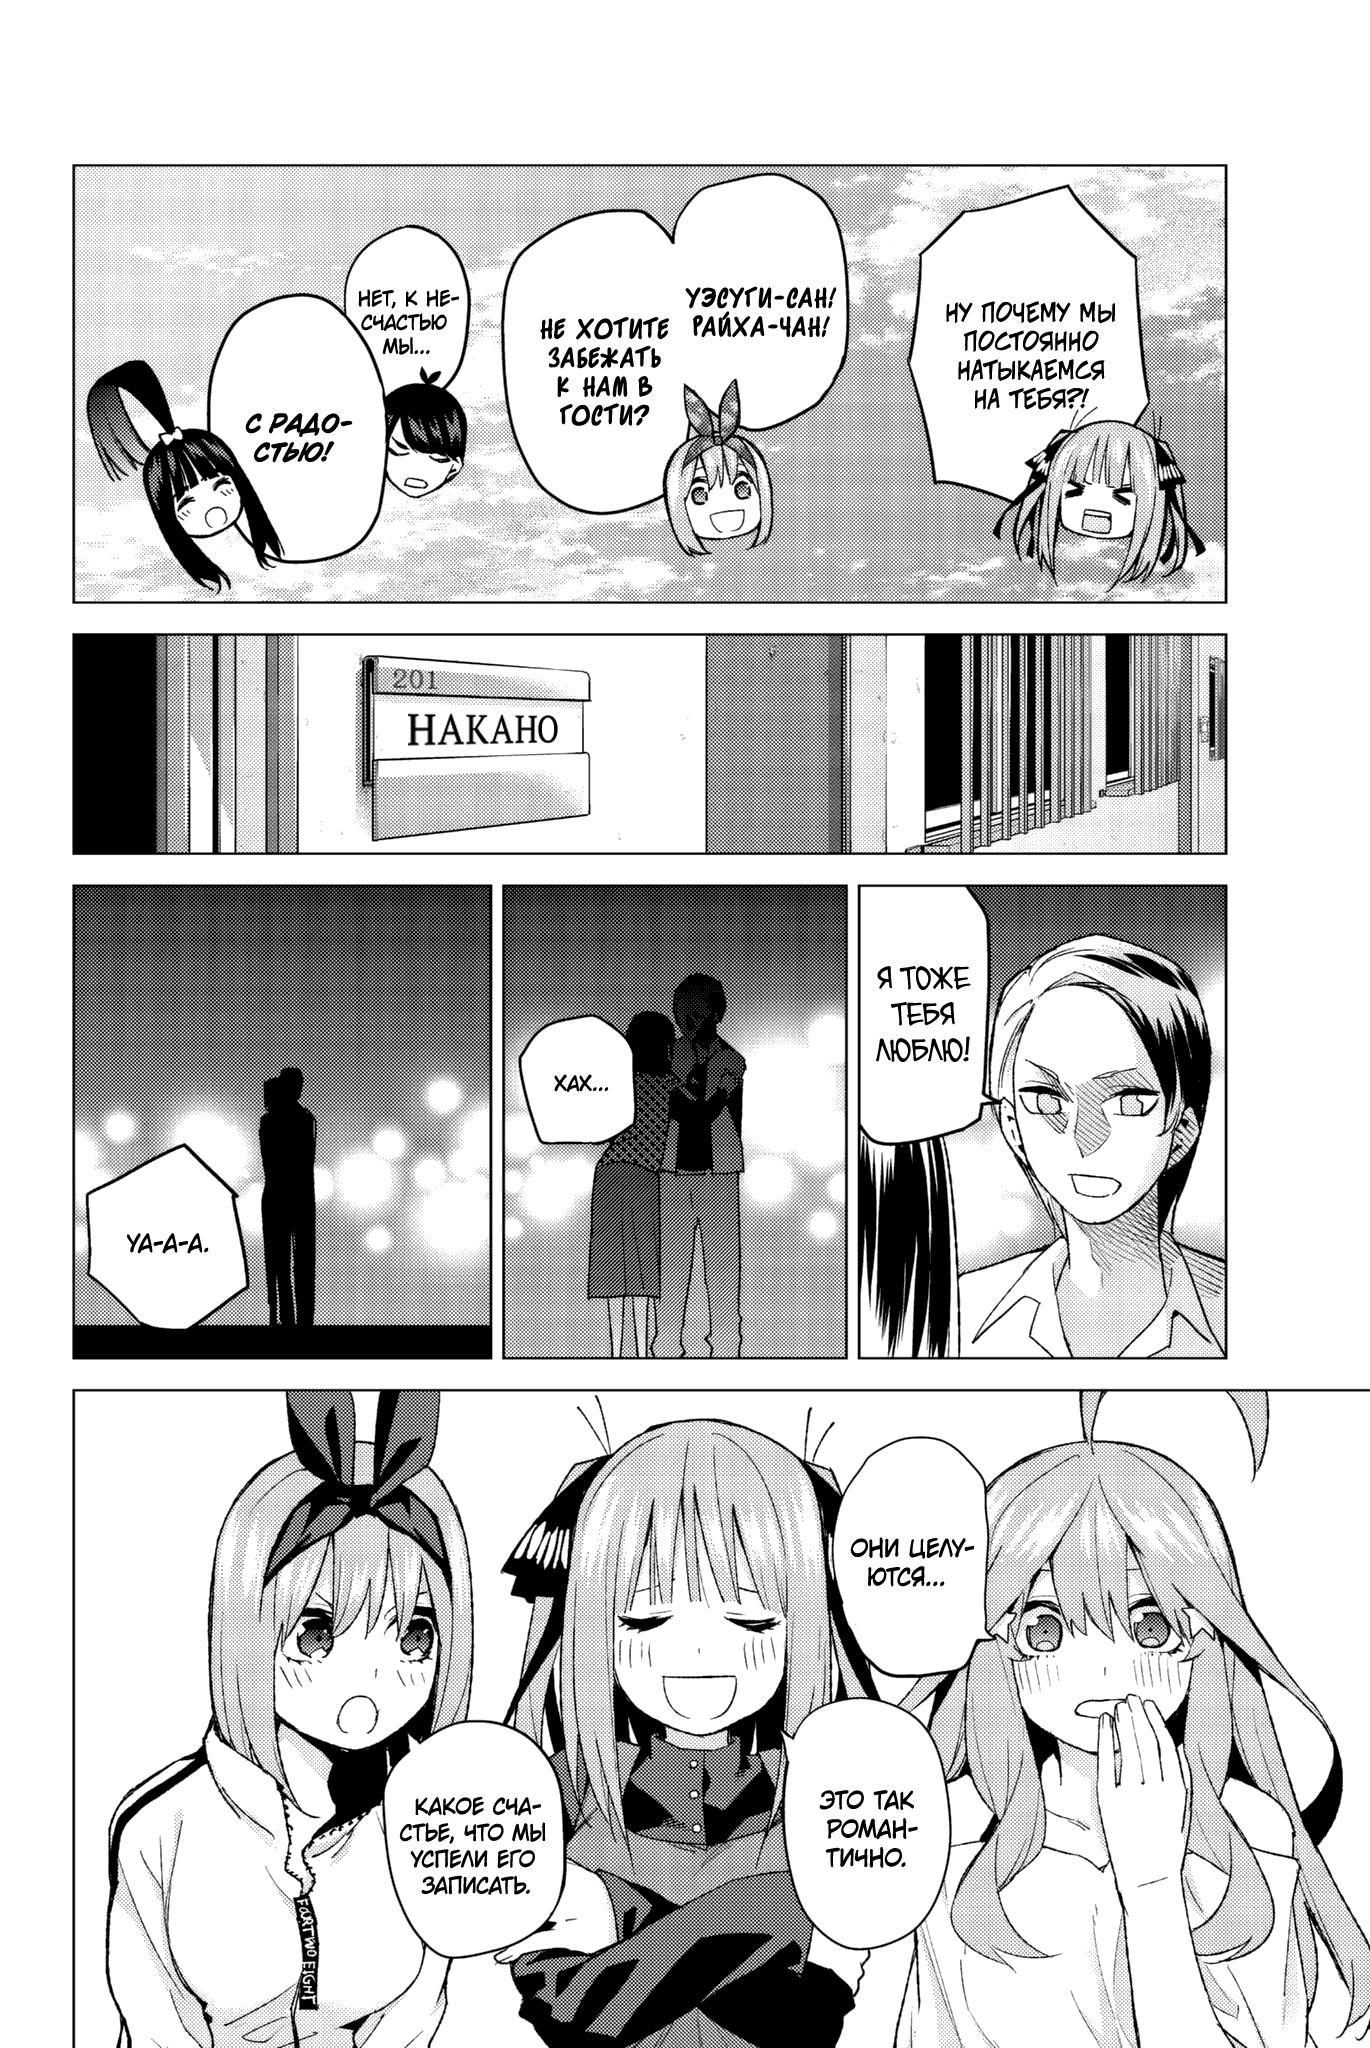 НУ ПОЧЕМУ МЫ
ПОСТОЯННО
НАТЫКАЕМСЯ
НА ТЕБЯ?!
УЭСУГИ-САН!
РАЙХА-ЧАН!
НЕ ХОТИТЕ
ЗАБЕЖАТЬ
К НАМ В
ГОСТИ?
НЕТ, К НЕ-
СЧАСТЬЮ
МЫ...
С РАДО-
СТЬЮ!
201
НАКАНО
Я ТОЖЕ
ТЕБЯ
ЛЮБЛЮ!
ХАХ...
УА-А-А.
ОНИ ЦЕЛУ-
ЮТСЯ...
ЭТО ТАК
РОМАН-
ТИЧНО.
КАКОЕ СЧА-
СТЬЕ, ЧТО МЫ
УСПЕЛИ ЕГО
ЗАПИСАТЬ.
FORTWO EIGHT